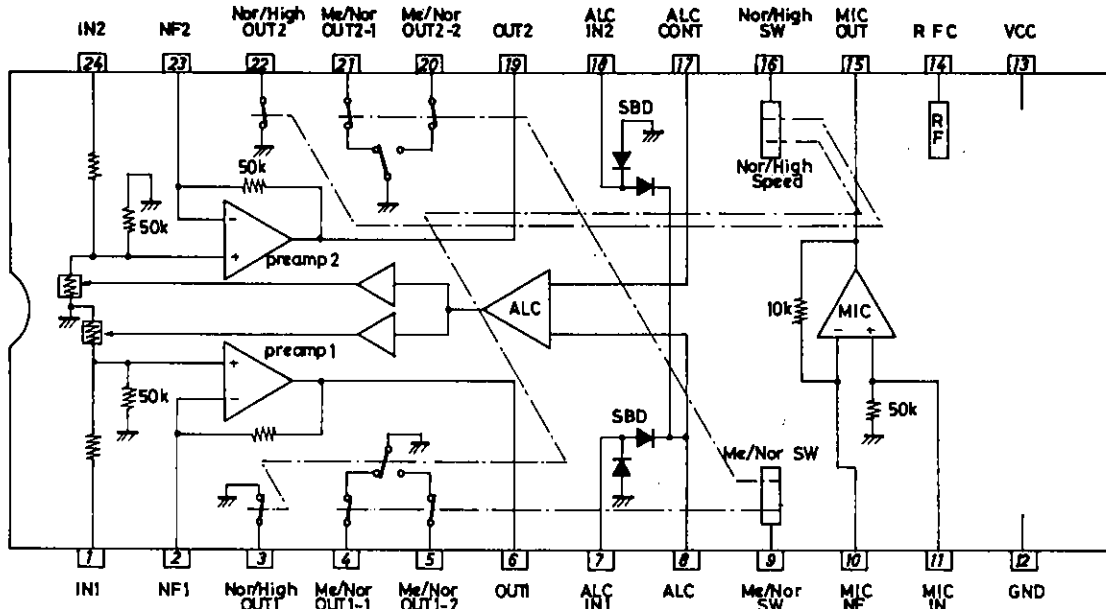 IN2 NF2 Nor/High OUT2 Me/Nor OUT2-1 Me/Nor OUT2-2 OUT2 ALC IN2 ALC CONT Nor/High SW MIC OUT RFC VCC
24 23 22 21 20 19 18 17 16 15 14 13
SBD
RF
50k
Nor/High
Speed
50k
preamp 2
ALC
10k
MIC
preamp 1
50k
SBD
50k
Me/Nor SW
1 2 3 4 5 6 7 8 9 10 11 12
IN1 NF1 Nor/High OUT1 Me/Nor OUT1-1 Me/Nor OUT1-2 OUT1 ALC IN1 ALC Me/Nor SW MIC NF MIC IN GND